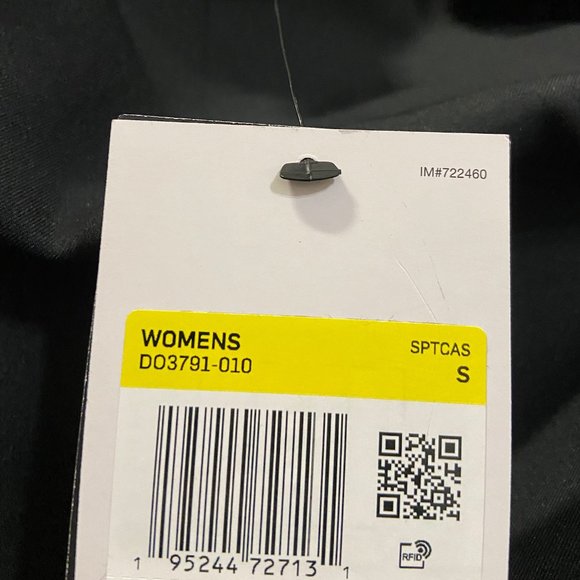 IM#722460
WOMENS
DO3791-010
SPTCAS
S
1 95244 72713 1
RFID